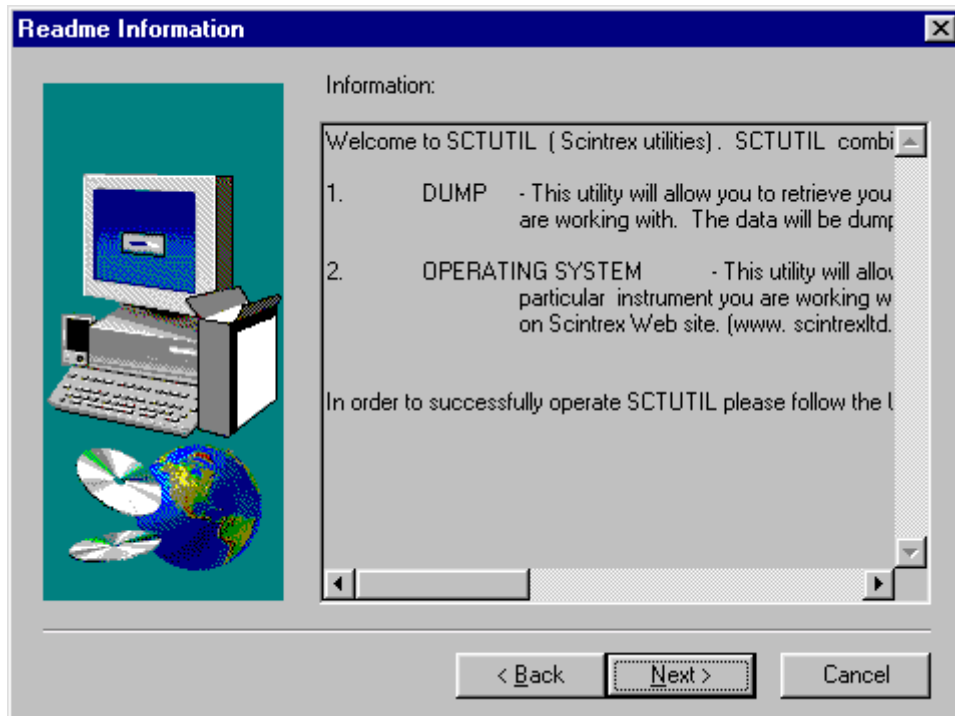 Readme Information
Information:
Welcome to SCTUTIL ( Scintrex utilities). SCTUTIL combi
1. DUMP - This utility will allow you to retrieve you
are working with. The data will be dump
2. OPERATING SYSTEM - This utility will allow
particular instrument you are working w
on Scintrex Web site. (www. scintrexltd.
In order to successfully operate SCTUTIL please follow the
< Back Next > Cancel